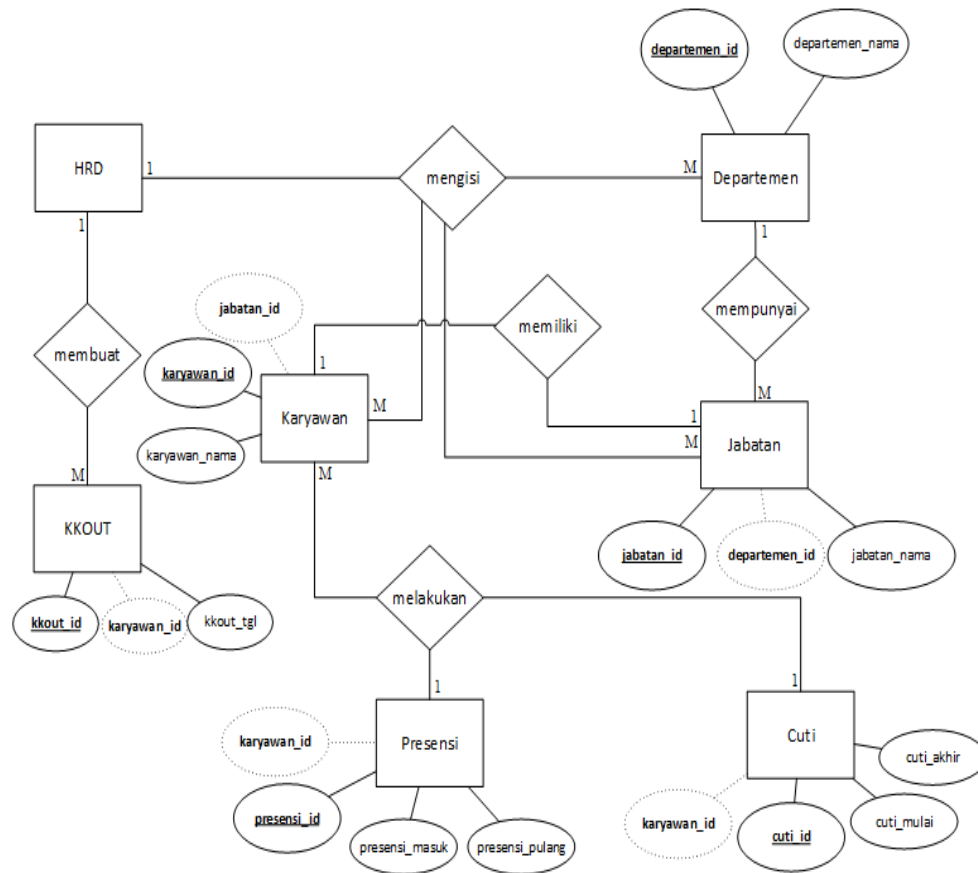 departemen_id
departemen_nama
HRD
1
mengisi
M
Departemen
1
1
jabatan_id
memiliki
mempunyai
membuat
karyawan_id
1
Karyawan
M
M
1
Jabatan
M
karyawan_nama
M
M
KKOUT
jabatan_id
departemen_id
jabatan_nama
melakukan
kkout_id
karyawan_id
kkout_tgl
1
1
karyawan_id
Presensi
Cuti
cuti_akhir
presensi_id
presensi_masuk
presensi_pulang
karyawan_id
cuti_id
cuti_mulai